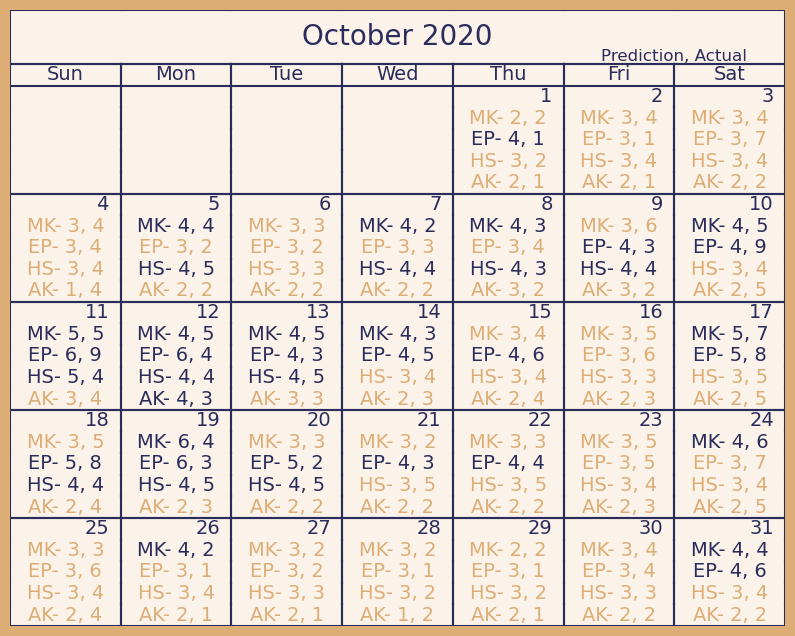 October 2020
Prediction, Actual
Sun Mon Tue Wed Thu Fri Sat
1 2 3
MK- 2, 2 MK- 3, 4 MK- 3, 4
EP- 4, 1 EP- 3, 1 EP- 3, 7
HS- 3, 2 HS- 3, 4 HS- 3, 4
AK- 2, 1 AK- 2, 1 AK- 2, 2
4 5 6 7 8 9 10
MK- 3, 4 MK- 4, 4 MK- 3, 3 MK- 4, 2 MK- 4, 3 MK- 3, 6 MK- 4, 5
EP- 3, 4 EP- 3, 2 EP- 3, 2 EP- 3, 3 EP- 3, 4 EP- 4, 3 EP- 4, 9
HS- 3, 4 HS- 4, 5 HS- 3, 3 HS- 4, 4 HS- 4, 3 HS- 4, 4 HS- 3, 4
AK- 1, 4 AK- 2, 2 AK- 2, 2 AK- 2, 2 AK- 3, 2 AK- 3, 2 AK- 2, 5
11 12 13 14 15 16 17
MK- 5, 5 MK- 4, 5 MK- 4, 5 MK- 4, 3 MK- 3, 4 MK- 3, 5 MK- 5, 7
EP- 6, 9 EP- 6, 4 EP- 4, 3 EP- 4, 5 EP- 4, 6 EP- 3, 6 EP- 5, 8
HS- 5, 4 HS- 4, 4 HS- 4, 5 HS- 3, 4 HS- 3, 4 HS- 3, 3 HS- 3, 5
AK- 3, 4 AK- 4, 3 AK- 3, 3 AK- 2, 3 AK- 2, 4 AK- 2, 3 AK- 2, 5
18 19 20 21 22 23 24
MK- 3, 5 MK- 6, 4 MK- 3, 3 MK- 3, 2 MK- 3, 3 MK- 3, 5 MK- 4, 6
EP- 5, 8 EP- 6, 3 EP- 5, 2 EP- 4, 3 EP- 4, 4 EP- 3, 5 EP- 3, 7
HS- 4, 4 HS- 4, 5 HS- 4, 5 HS- 3, 5 HS- 3, 5 HS- 3, 4 HS- 3, 4
AK- 2, 4 AK- 2, 3 AK- 2, 2 AK- 2, 2 AK- 2, 2 AK- 2, 3 AK- 2, 5
25 26 27 28 29 30 31
MK- 3, 3 MK- 4, 2 MK- 3, 2 MK- 3, 2 MK- 2, 2 MK- 3, 4 MK- 4, 4
EP- 3, 6 EP- 3, 1 EP- 3, 2 EP- 3, 1 EP- 3, 1 EP- 3, 4 EP- 4, 6
HS- 3, 4 HS- 3, 4 HS- 3, 3 HS- 3, 2 HS- 3, 2 HS- 3, 3 HS- 3, 4
AK- 2, 4 AK- 2, 1 AK- 2, 1 AK- 1, 2 AK- 2, 1 AK- 2, 2 AK- 2, 2